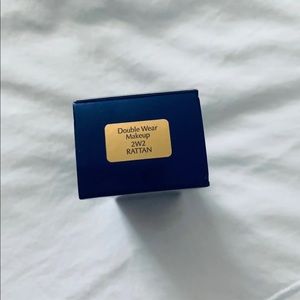 Double Wear
Makeup
2W2
RATTAN